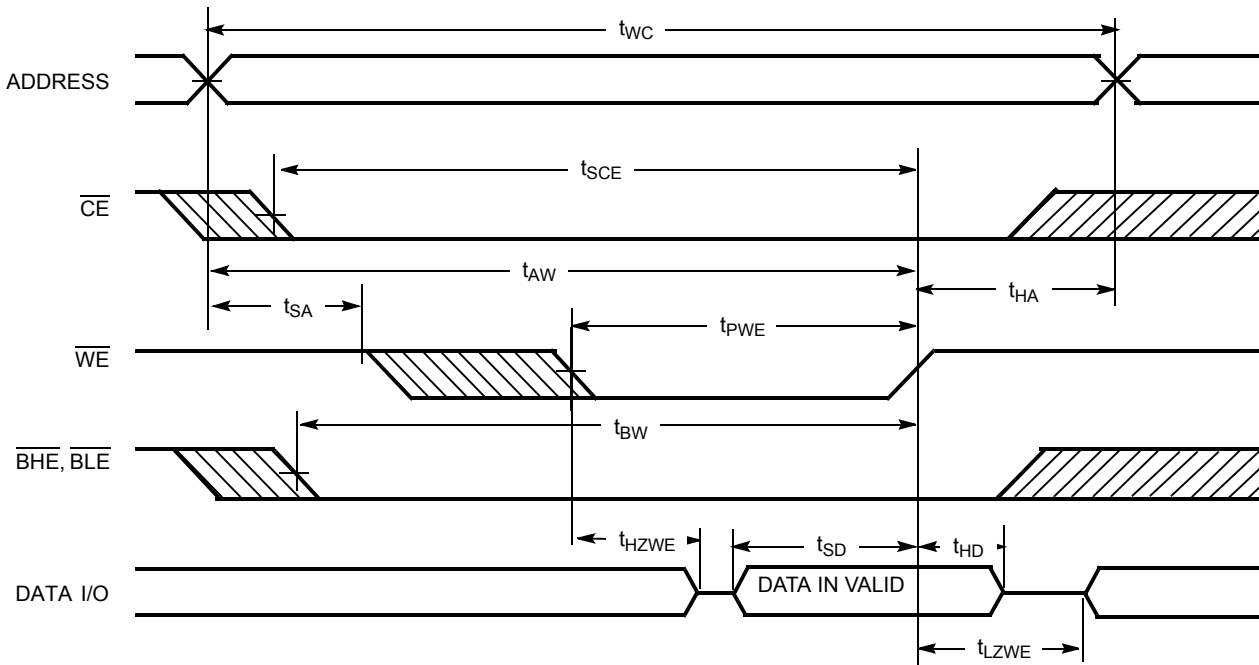 tWC
ADDRESS
tSCE
CE
tAW
tSA
tHA
tPWE
WE
tBW
BHE, BLE
tHZWE
tSD
tHD
DATA I/O
DATA IN VALID
tLZWE